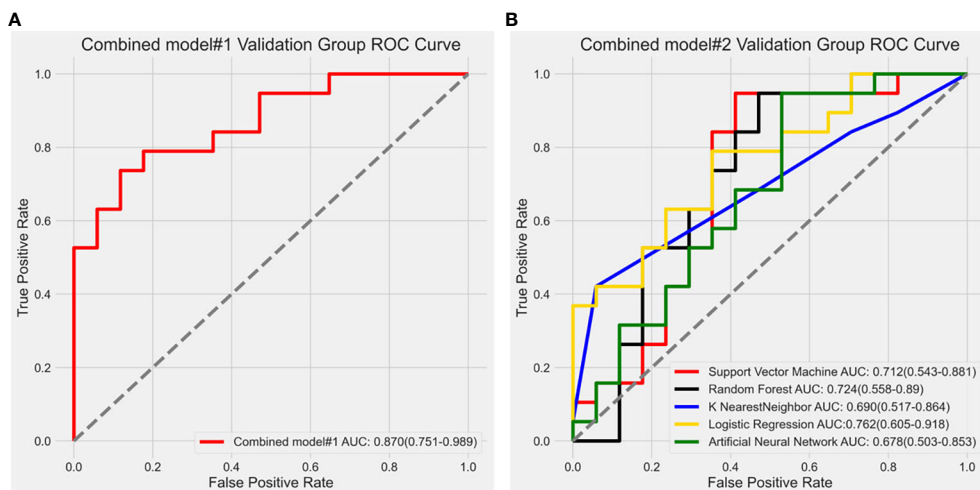 A
B
Combined model#1 Validation Group ROC Curve
True Positive Rate
1.0
0.8
0.6
0.4
0.2
0.0
Combined model#1 AUC: 0.870(0.751-0.989)
0.0 0.2 0.4 0.6 0.8 1.0
False Positive Rate
Combined model#2 Validation Group ROC Curve
True Positive Rate
1.0
0.8
0.6
0.4
0.2
0.0
Support Vector Machine AUC: 0.712(0.543-0.881)
Random Forest AUC: 0.724(0.558-0.89)
K NearestNeighbor AUC: 0.690(0.517-0.864)
Logistic Regression AUC:0.762(0.605-0.918)
Artificial Neural Network AUC: 0.678(0.503-0.853)
0.0 0.2 0.4 0.6 0.8 1.0
False Positive Rate